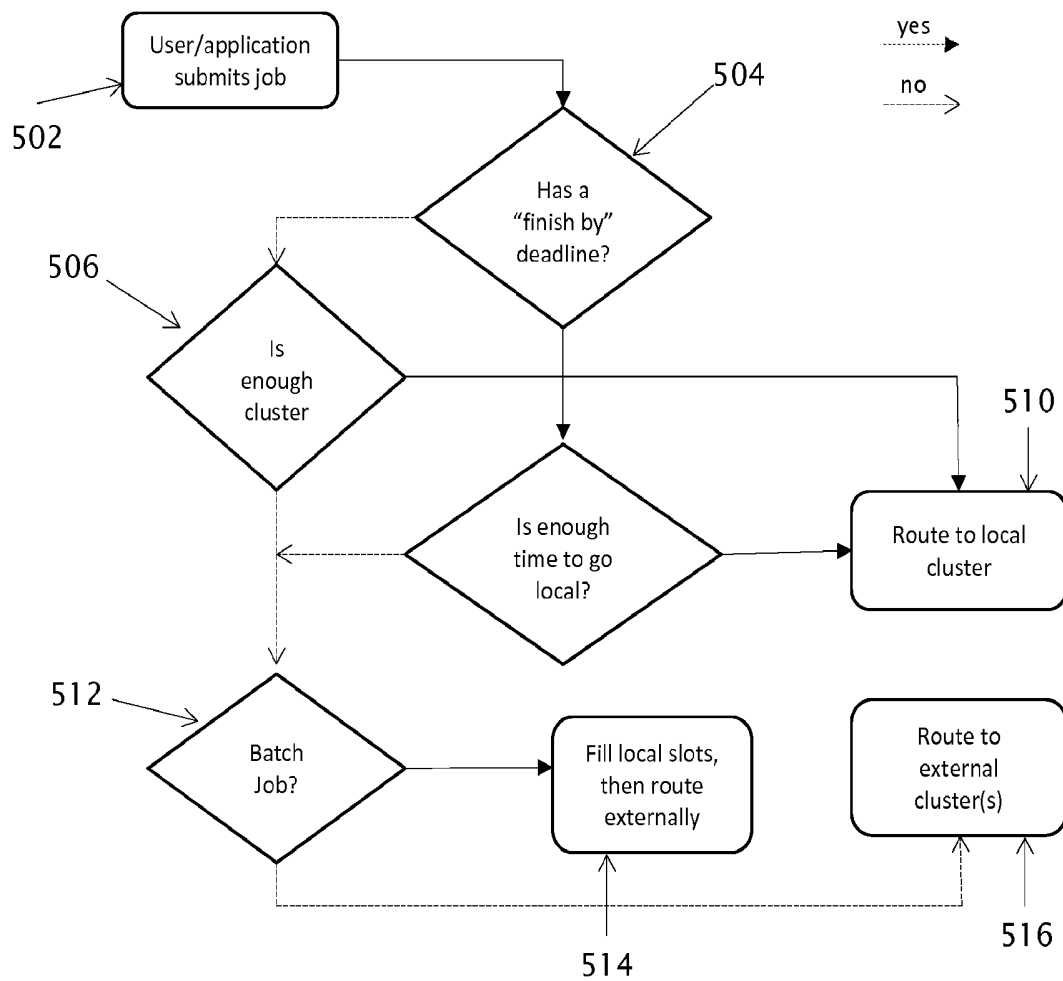 User/application
submits job
yes
no
502
504
Has a
“finish by”
deadline?
506
Is
enough
cluster
510
Is enough
time to go
local?
Route to local
cluster
512
Batch
Job?
Fill local slots,
then route
externally
Route to
external
cluster(s)
514
516